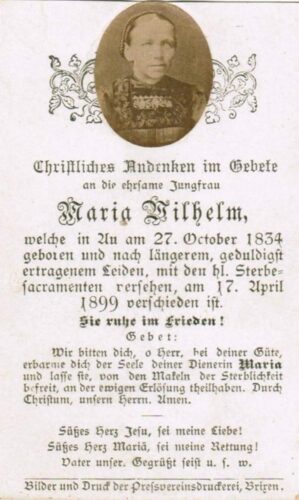 Christliches Andenken im Gebete
an die ehrsame Jungfrau
Maria Wilhelm,
welche in Au am 27. October 1834
geboren und nach längerem, geduldigst
ertragenem Leiden, mit den hl. Sterbe-
sacramenten versehen, am 17. April
1899 verschieden ist.
Sie ruhe im Frieden!
Gebet:
Wir bitten dich, o Herr, bei deiner Güte,
erbarme dich der Seele deiner Dienerin Maria
und lasse sie, von den Makeln der Sterblichkeit
befreit, an der ewigen Erlösung theilhaben. Durch
Christum, unsern Herrn. Amen.
Süßes Herz Jesu, sei meine Liebe!
Süßes Herz Mariä, sei meine Rettung!
Vater unser. Gegrüßt seist u. s. w.
Bilder und Druck der Pressvereinsdruckerei, Brixen.